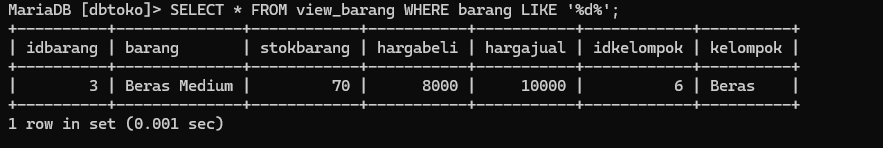 MariaDB [dbtoko]> SELECT * FROM view_barang WHERE barang LIKE '%d%';
+----------+--------------+------------+-----------+-----------+------------+----------+
| idbarang | barang       | stokbarang | hargabeli | hargajual | idkelompok | kelompok |
+----------+--------------+------------+-----------+-----------+------------+----------+
|        3 | Beras Medium |         70 |      8000 |     10000 |          6 | Beras    |
+----------+--------------+------------+-----------+-----------+------------+----------+
1 row in set (0.001 sec)